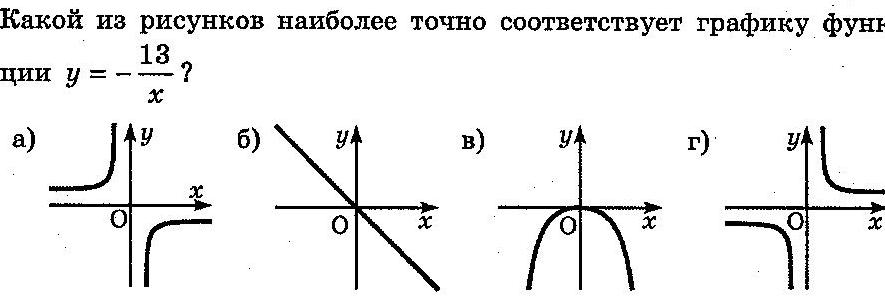 Какой из рисунков наиболее точно соответствует графику функ
ции y = - 13/x ?
а) б) в) г)
y y y y
x x x x
O O O O